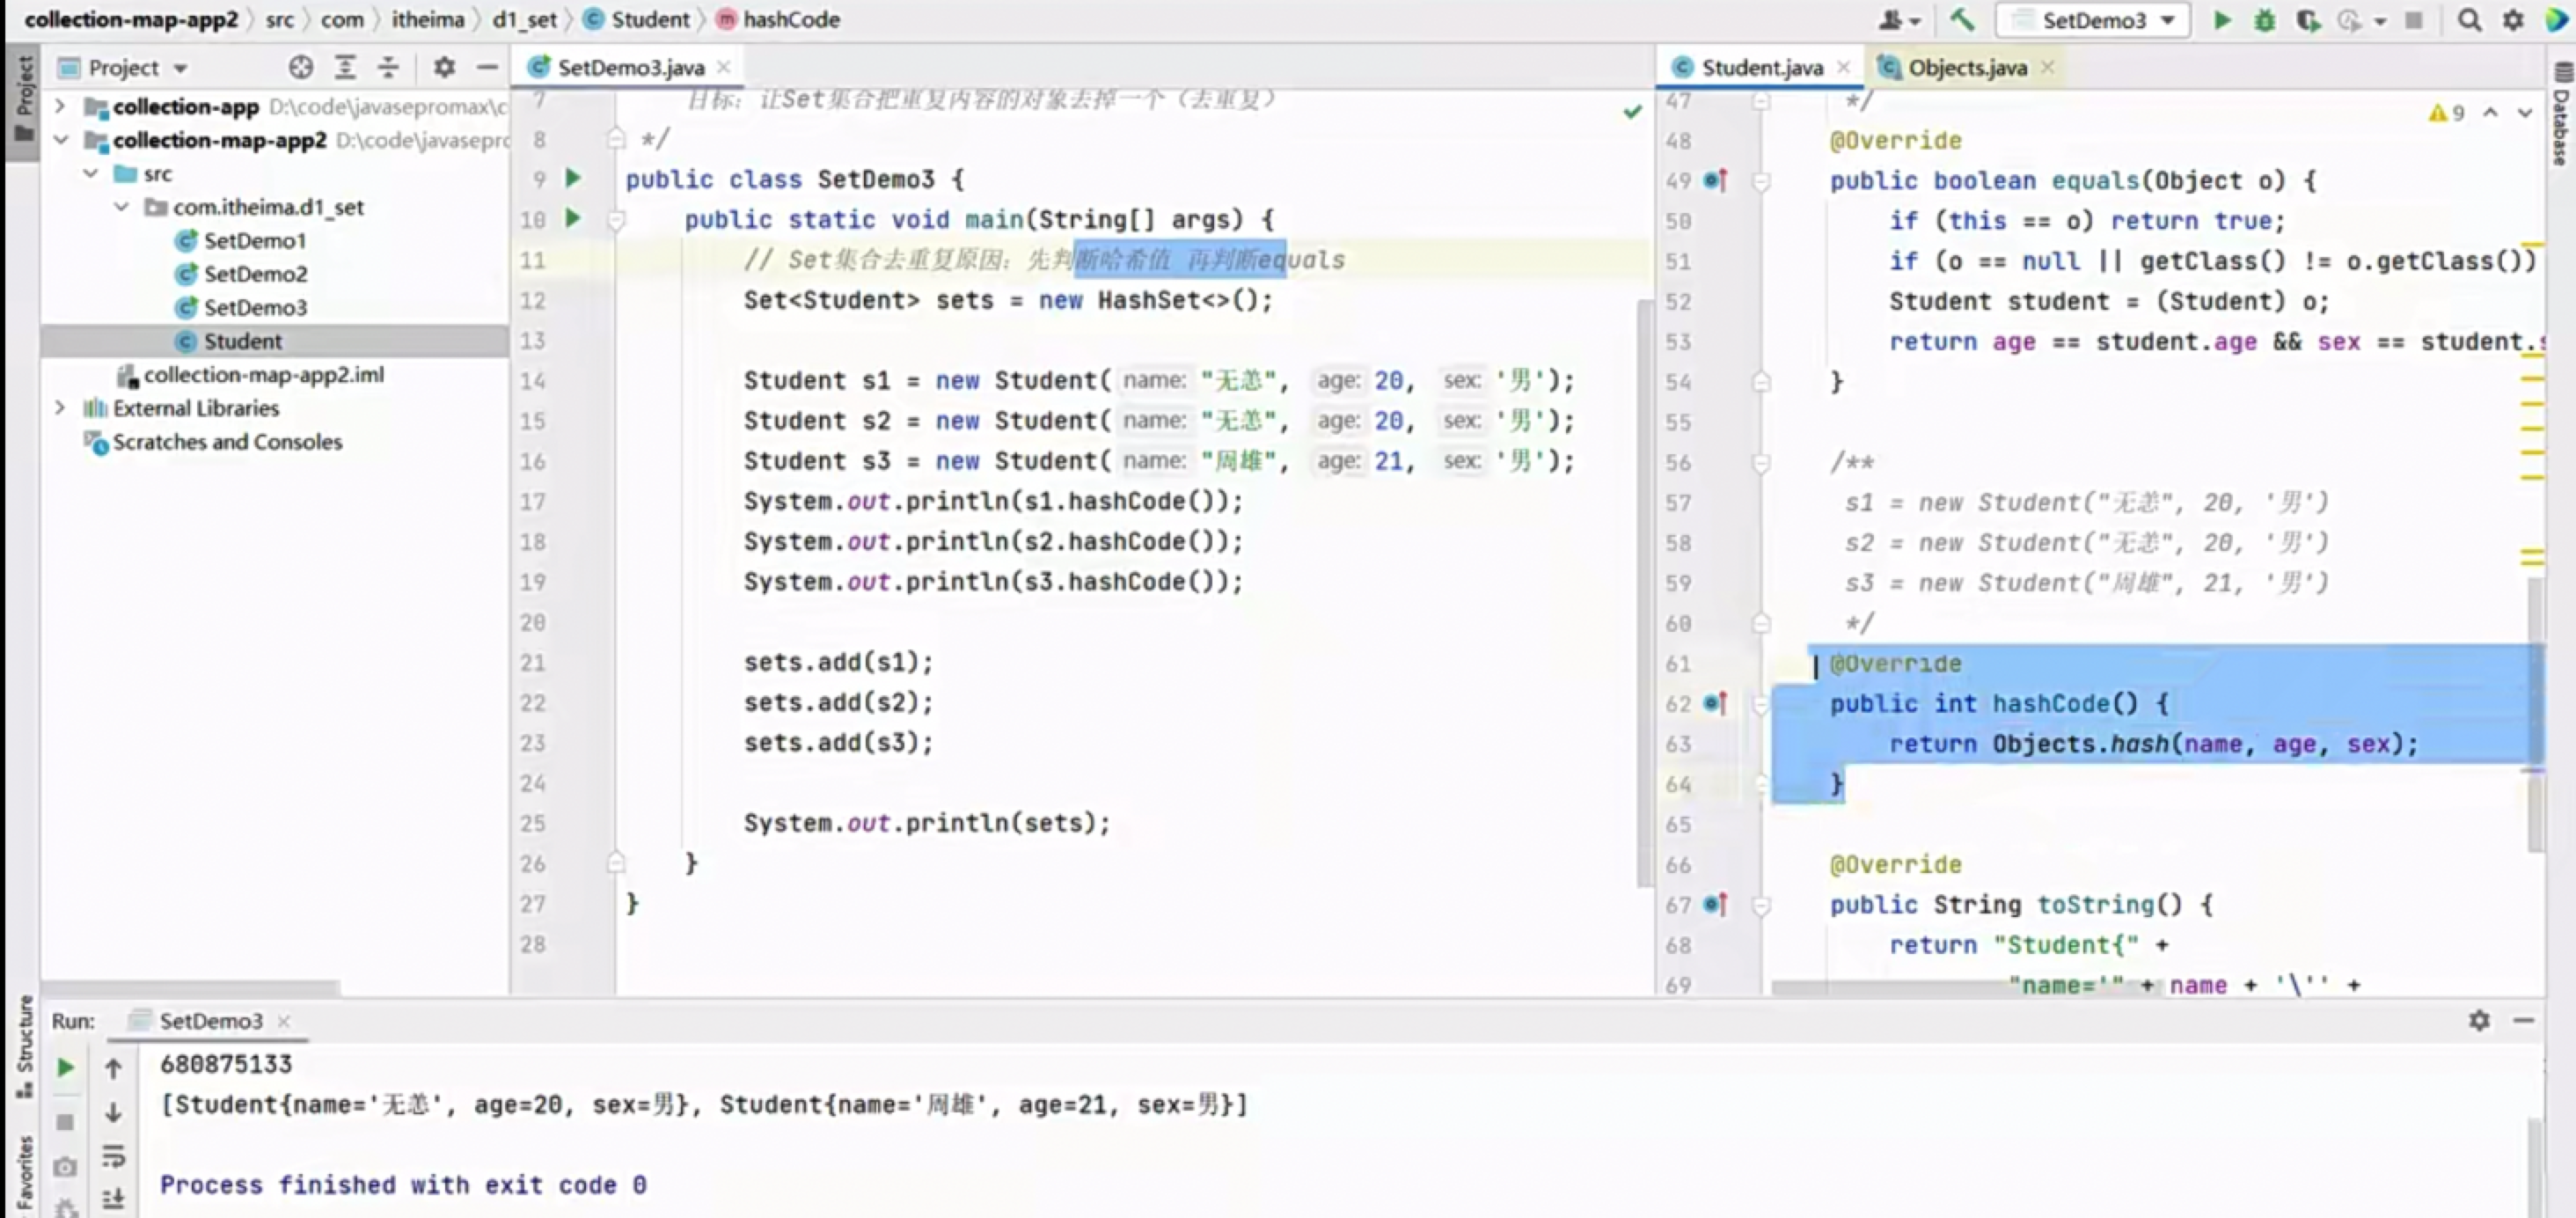 collection-map-app2 src com itheima d1_set Student hashCode
SetDemo3
Project
SetDemo3.java
Student.java
Objects.java
Project
Database
collection-app D:\code\javasepromax\c
collection-map-app2 D:\code\javasepro
src
com.itheima.d1_set
SetDemo1
SetDemo2
SetDemo3
Student
collection-map-app2.iml
External Libraries
Scratches and Consoles
7 目标：让Set集合把重复内容的对象去掉一个（去重复）
8 */
9 public class SetDemo3 {
10 public static void main(String[] args) {
11 // Set集合去重复原因：先判断哈希值 再判断equals
12 Set<Student> sets = new HashSet<>();
13
14 Student s1 = new Student( name: "无恙", age: 20, sex: '男');
15 Student s2 = new Student( name: "无恙", age: 20, sex: '男');
16 Student s3 = new Student( name: "周雄", age: 21, sex: '男');
17 System.out.println(s1.hashCode());
18 System.out.println(s2.hashCode());
19 System.out.println(s3.hashCode());
20
21 sets.add(s1);
22 sets.add(s2);
23 sets.add(s3);
24
25 System.out.println(sets);
26 }
27 }
28
9
47 */
48 @Override
49 public boolean equals(Object o) {
50 if (this == o) return true;
51 if (o == null || getClass() != o.getClass())
52 Student student = (Student) o;
53 return age == student.age && sex == student.s
54 }
55
56 /**
57 s1 = new Student("无恙", 20, '男')
58 s2 = new Student("无恙", 20, '男')
59 s3 = new Student("周雄", 21, '男')
60 */
61 @Override
62 public int hashCode() {
63 return Objects.hash(name, age, sex);
64 }
65
66 @Override
67 public String toString() {
68 return "Student{" +
69 "name='" + name + '\'' +
Structure
Favorites
Run: SetDemo3
680875133
[Student{name='无恙', age=20, sex=男}, Student{name='周雄', age=21, sex=男}]
Process finished with exit code 0